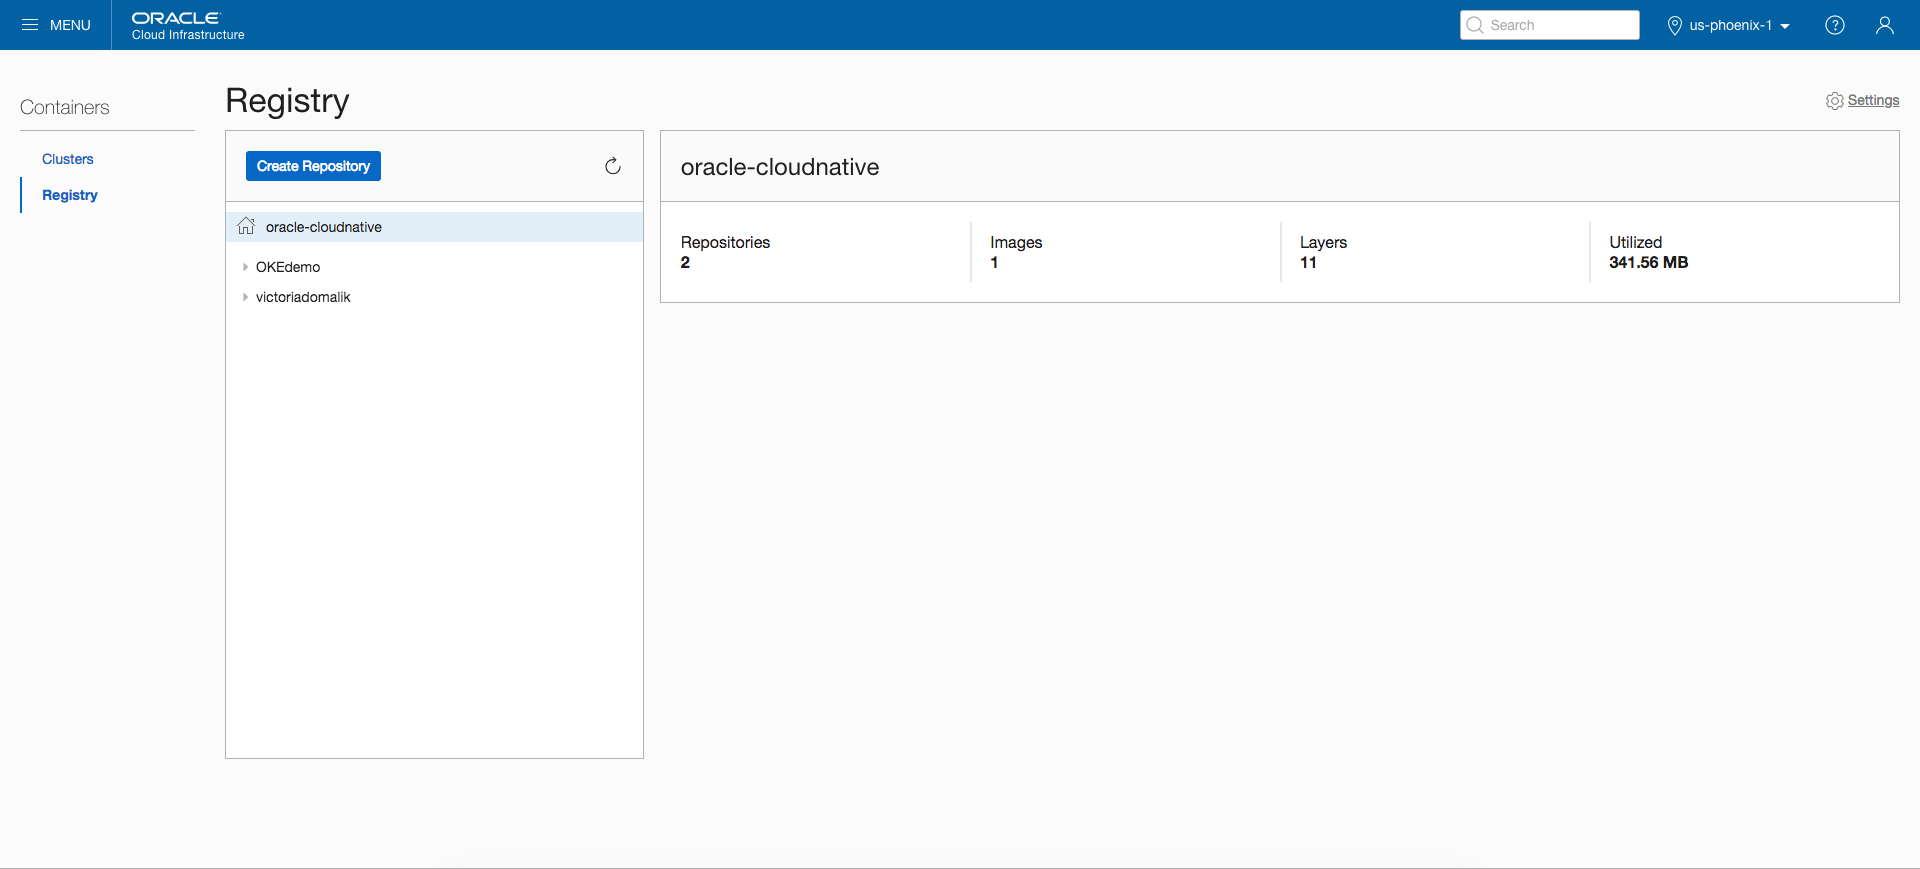 MENU
ORACLE
Cloud Infrastructure
Search
us-phoenix-1
?
Containers
Clusters
Registry
Registry
Settings
Create Repository
oracle-cloudnative
OKEdemo
victoriadomalik
oracle-cloudnative
Repositories
2
Images
1
Layers
11
Utilized
341.56 MB